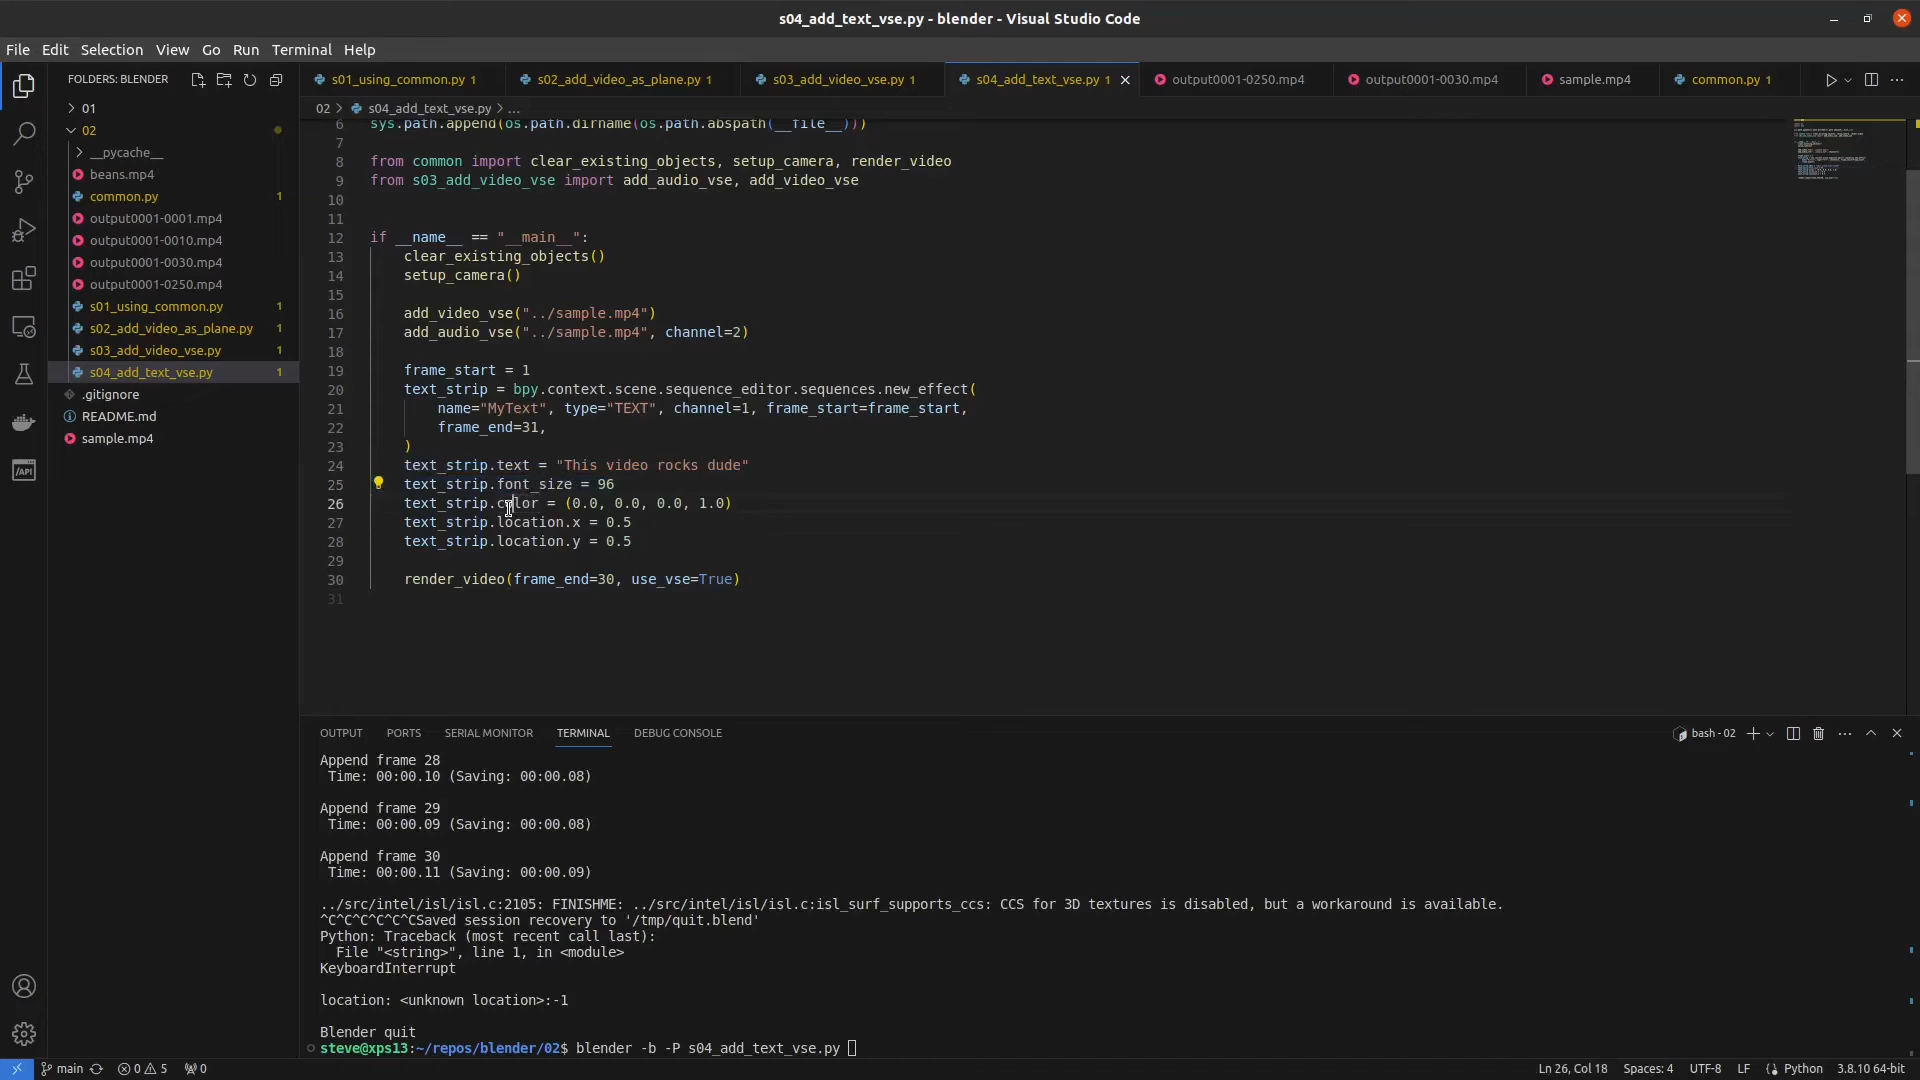 s04_add_text_vse.py - blender - Visual Studio Code
File Edit Selection View Go Run Terminal Help
FOLDERS: BLENDER
01
02
__pycache__
beans.mp4
common.py 1
output0001-0001.mp4
output0001-0010.mp4
output0001-0030.mp4
output0001-0250.mp4
s01_using_common.py 1
s02_add_video_as_plane.py 1
s03_add_video_vse.py 1
s04_add_text_vse.py 1
.gitignore
README.md
sample.mp4
s01_using_common.py 1 s02_add_video_as_plane.py 1 s03_add_video_vse.py 1 s04_add_text_vse.py 1 output0001-0250.mp4 output0001-0030.mp4 sample.mp4 common.py 1
02 > s04_add_text_vse.py > ...
6 sys.path.append(os.path.dirname(os.path.abspath(__file__)))
7
8 from common import clear_existing_objects, setup_camera, render_video
9 from s03_add_video_vse import add_audio_vse, add_video_vse
10
11
12 if __name__ == "__main__":
13 clear_existing_objects()
14 setup_camera()
15
16 add_video_vse("../sample.mp4")
17 add_audio_vse("../sample.mp4", channel=2)
18
19 frame_start = 1
20 text_strip = bpy.context.scene.sequence_editor.sequences.new_effect(
21 name="MyText", type="TEXT", channel=1, frame_start=frame_start,
22 frame_end=31,
23 )
24 text_strip.text = "This video rocks dude"
25 text_strip.font_size = 96
26 text_strip.color = (0.0, 0.0, 0.0, 1.0)
27 text_strip.location.x = 0.5
28 text_strip.location.y = 0.5
29
30 render_video(frame_end=30, use_vse=True)
31
OUTPUT PORTS SERIAL MONITOR TERMINAL DEBUG CONSOLE
bash - 02
Append frame 28
Time: 00:00.10 (Saving: 00:00.08)
Append frame 29
Time: 00:00.09 (Saving: 00:00.08)
Append frame 30
Time: 00:00.11 (Saving: 00:00.09)
../src/intel/isl/isl.c:2105: FINISHME: ../src/intel/isl/isl.c:isl_surf_supports_ccs: CCS for 3D textures is disabled, but a workaround is available.
^C^C^C^C^C^CSaved session recovery to '/tmp/quit.blend'
Python: Traceback (most recent call last):
File "<string>", line 1, in <module>
KeyboardInterrupt
location: <unknown location>:-1
Blender quit
steve@xps13:~/repos/blender/02$ blender -b -P s04_add_text_vse.py
/API
main 0 5 0
Ln 26, Col 18 Spaces: 4 UTF-8 LF Python 3.8.10 64-bit